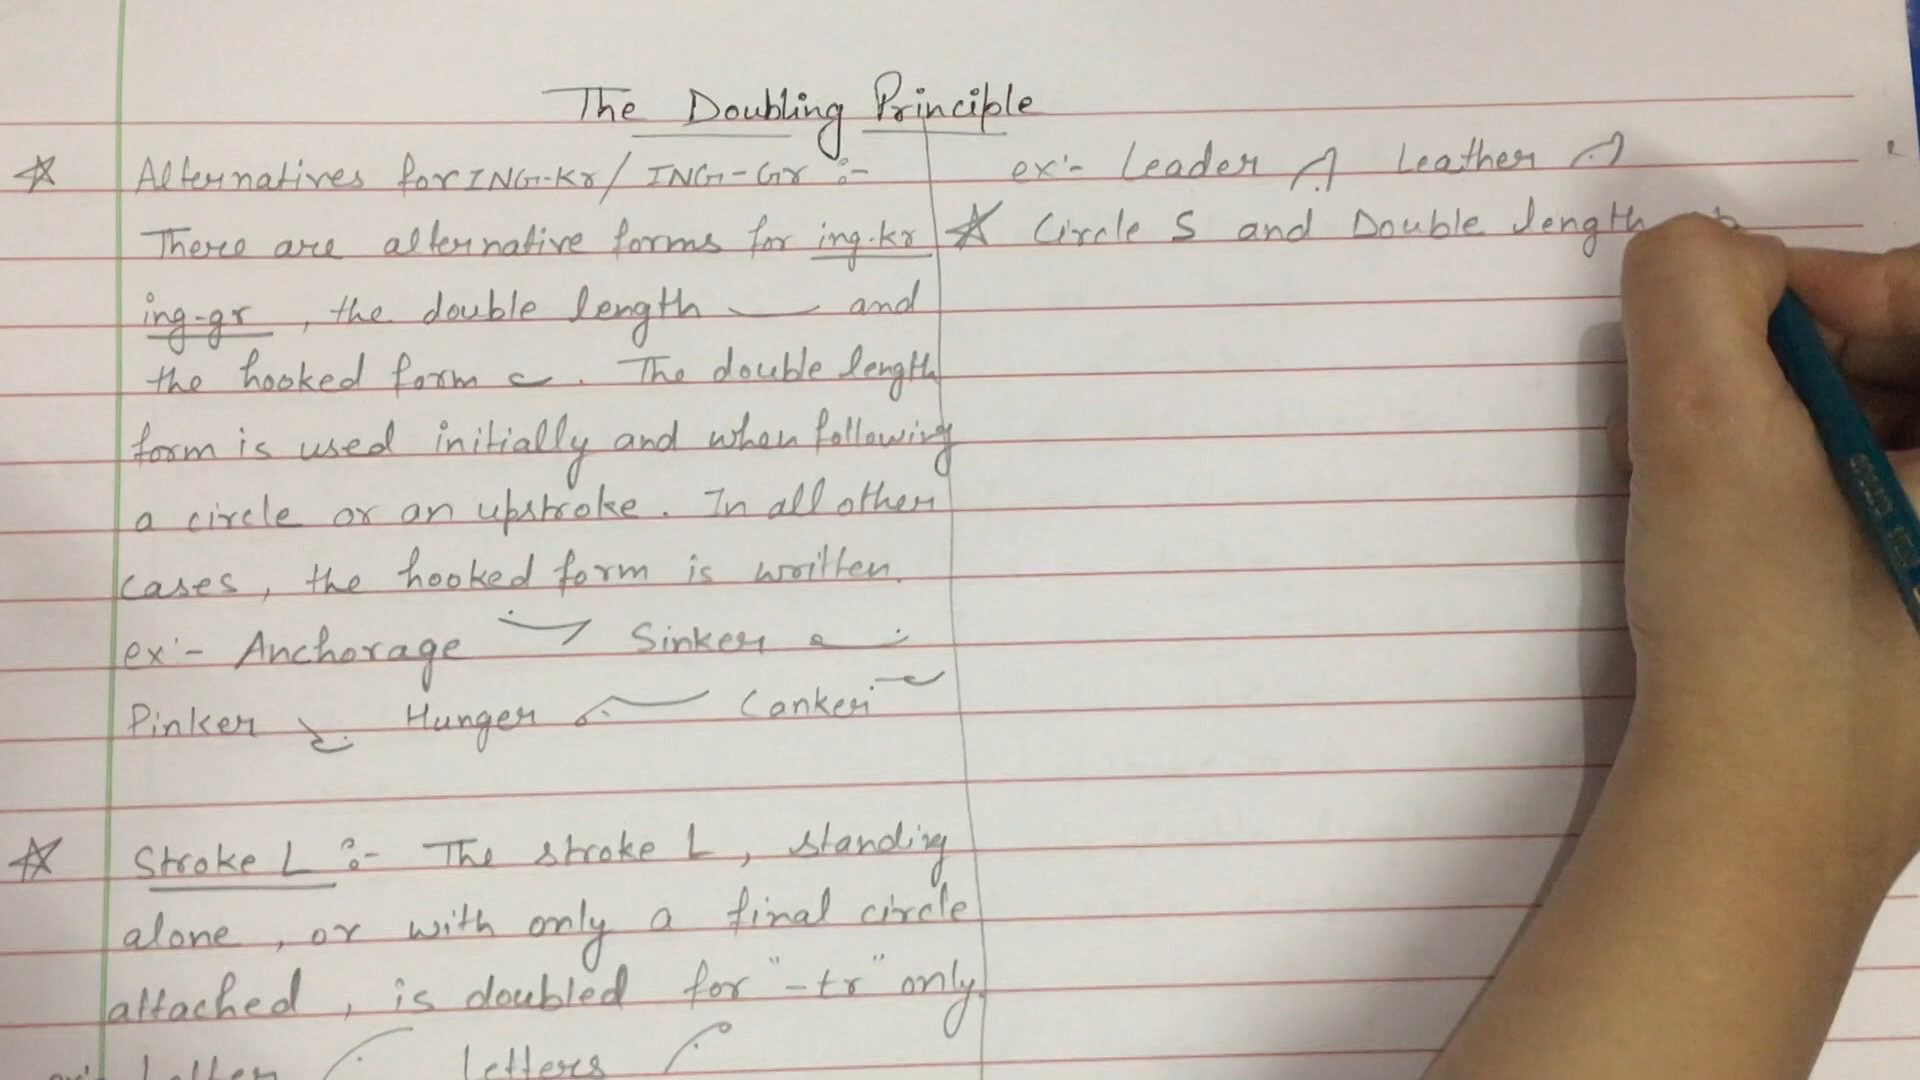 The Doubling Principle
Alternatives for ING-Kr/ ING-Gr :-
There are alternative forms for ing-kr
ing-gr, the double length and
the hooked form. The double length
form is used initially and when following
a circle or an upstroke. In all other
cases, the hooked form is written.
ex:- Anchorage Sinker
Pinker Hunger Conker
Stroke L :- The stroke L, standing
alone, or with only a final circle
attached, is doubled for "-tr" only.
ex:- Letter letters
ex:- Leader Leather
Circle S and Double length